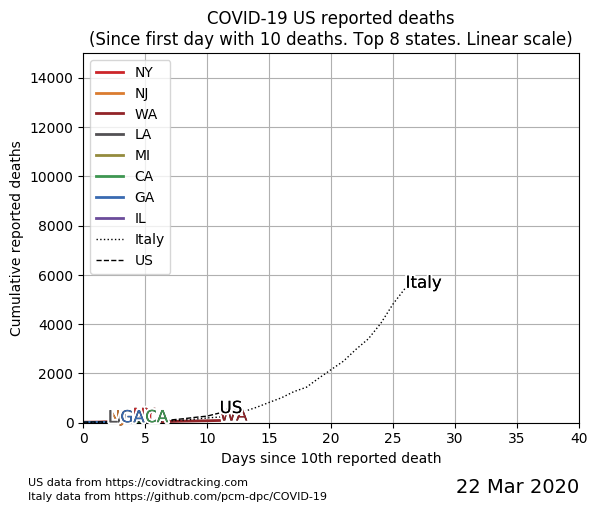 COVID-19 US reported deaths
(Since first day with 10 deaths. Top 8 states. Linear scale)
Cumulative reported deaths
14000
12000
10000
8000
6000
4000
2000
0
NY
NJ
WA
LA
MI
CA
GA
IL
Italy
US
Italy
US
WA
GA
CA
0 5 10 15 20 25 30 35 40
Days since 10th reported death
US data from https://covidtracking.com
Italy data from https://github.com/pcm-dpc/COVID-19
22 Mar 2020